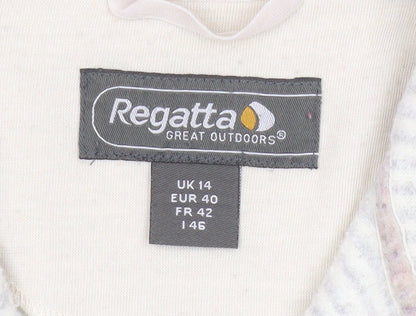 Regatta
GREAT OUTDOORS®
UK 14
EUR 40
FR 42
I 46